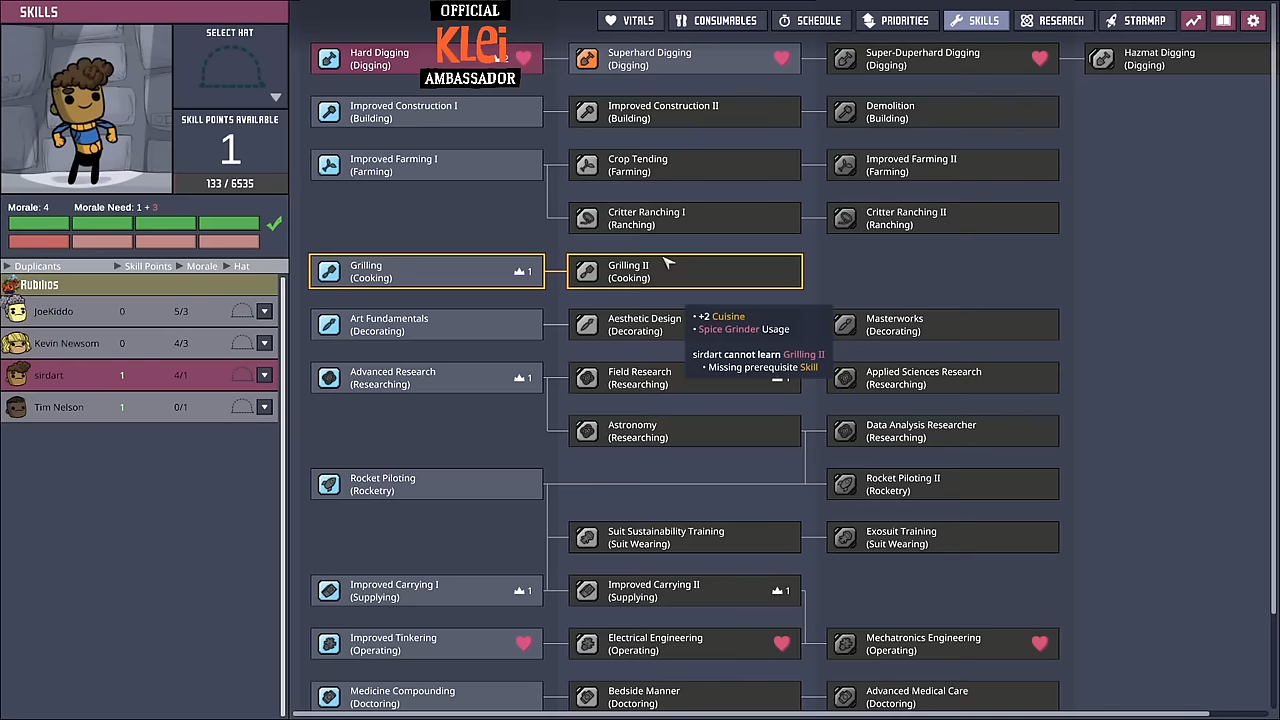 SKILLS
OFFICIAL
KLei
AMBASSADOR
VITALS
CONSUMABLES
SCHEDULE
PRIORITIES
SKILLS
RESEARCH
STARMAP
SELECT HAT
SKILL POINTS AVAILABLE
1
133 / 6535
Morale: 4
Morale Need: 1 + 3
Duplicants
Skill Points
Morale
Hat
Rubilios
JoeKiddo 0 5/3
Kevin Newsom 0 4/3
sirdart 1 4/1
Tim Nelson 1 0/1
Hard Digging
(Digging)
2
Superhard Digging
(Digging)
Super-Duperhard Digging
(Digging)
Hazmat Digging
(Digging)
Improved Construction I
(Building)
Improved Construction II
(Building)
Demolition
(Building)
Improved Farming I
(Farming)
Crop Tending
(Farming)
Improved Farming II
(Farming)
Critter Ranching I
(Ranching)
Critter Ranching II
(Ranching)
Grilling
(Cooking)
1
Grilling II
(Cooking)
Art Fundamentals
(Decorating)
Aesthetic Design
(Decorating)
Masterworks
(Decorating)
• +2 Cuisine
• Spice Grinder Usage
sirdart cannot learn Grilling II
• Missing prerequisite Skill
Advanced Research
(Researching)
1
Field Research
(Researching)
1
Applied Sciences Research
(Researching)
Astronomy
(Researching)
Data Analysis Researcher
(Researching)
Rocket Piloting
(Rocketry)
Rocket Piloting II
(Rocketry)
Suit Sustainability Training
(Suit Wearing)
Exosuit Training
(Suit Wearing)
Improved Carrying I
(Supplying)
1
Improved Carrying II
(Supplying)
1
Improved Tinkering
(Operating)
Electrical Engineering
(Operating)
Mechatronics Engineering
(Operating)
Medicine Compounding
(Doctoring)
Bedside Manner
(Doctoring)
Advanced Medical Care
(Doctoring)